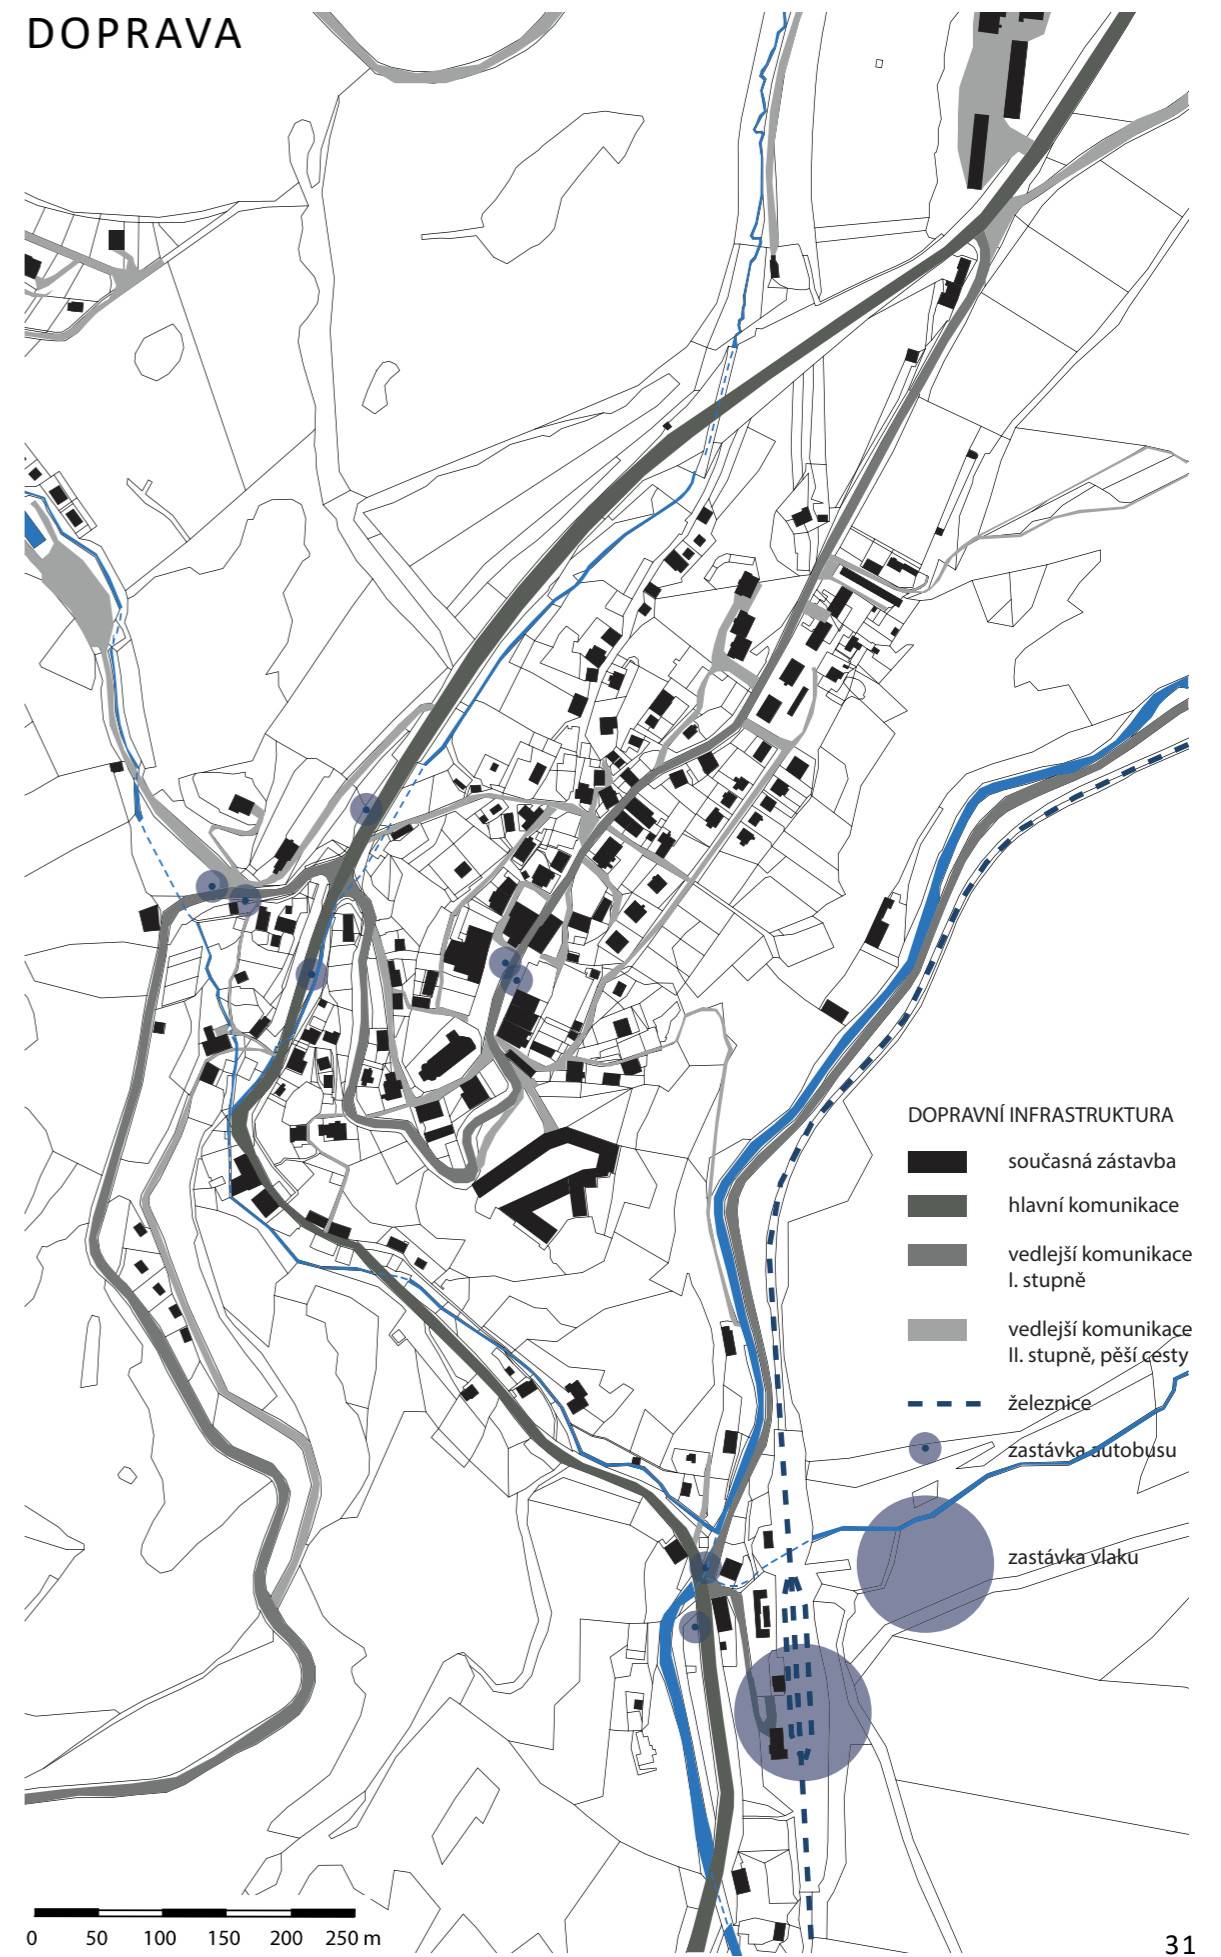 DOPRAVA
DOPRAVNÍ INFRASTRUKTURA
současná zástavba
hlavní komunikace
vedlejší komunikace
I. stupně
vedlejší komunikace
II. stupně, pěší cesty
železnice
zastávka autobusu
zastávka vlaku
0 50 100 150 200 250 m
31